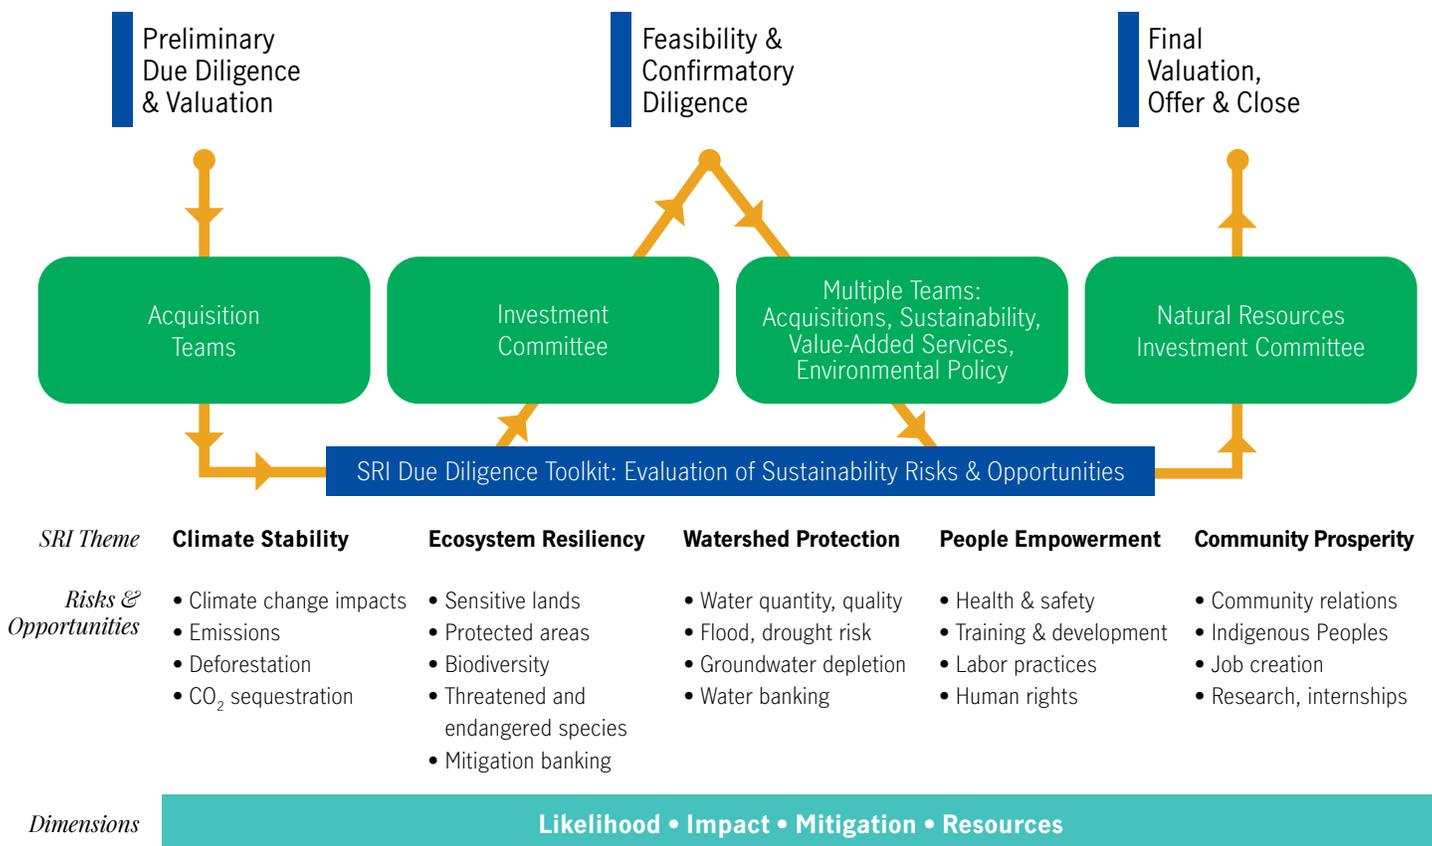 Preliminary
Due Diligence
& Valuation
Feasibility &
Confirmatory
Diligence
Final
Valuation,
Offer & Close
Acquisition
Teams
Investment
Committee
Multiple Teams:
Acquisitions, Sustainability,
Value-Added Services,
Environmental Policy
Natural Resources
Investment Committee
SRI Due Diligence Toolkit: Evaluation of Sustainability Risks & Opportunities
SRI Theme
Climate Stability
Ecosystem Resiliency
Watershed Protection
People Empowerment
Community Prosperity
Risks &
Opportunities
• Climate change impacts
• Emissions
• Deforestation
• CO₂ sequestration
• Sensitive lands
• Protected areas
• Biodiversity
• Threatened and
endangered species
• Mitigation banking
• Water quantity, quality
• Flood, drought risk
• Groundwater depletion
• Water banking
• Health & safety
• Training & development
• Labor practices
• Human rights
• Community relations
• Indigenous Peoples
• Job creation
• Research, internships
Dimensions
Likelihood • Impact • Mitigation • Resources